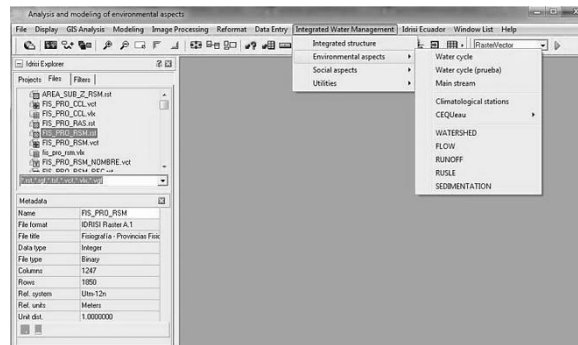 Analysis and modeling of environmental aspects
File Display GIS Analysis Modeling Image Processing Reformat Data Entry Integrated Water Management Idrisi Ecuador Window List Help
Integrated structure
Environmental aspects
Social aspects
Utilities
Water cycle
Water cycle (prueba)
Main stream
Climatological stations
CEQUeau
WATERSHED
FLOW
RUNOFF
RUSLE
SEDIMENTATION
RasterVector
Idrisi Explorer
Projects Files Filters
AREA_SUB_Z_RSM.rst
FIS_PRO_CCL.vct
FIS_PRO_CCL.vlx
FIS_PRO_RAS.rst
FIS_PRO_RSM.rst
FIS_PRO_RSM.vct
fis_pro_rsm.vlx
FIS_PRO_RSM_NOMBRE.vct
Metadata
Name FIS_PRO_RSM
File format IDRISI Raster A.1
File title Fisiografía - Provincias Fisic
Data type Integer
File type Binary
Columns 1247
Rows 1850
Ref. system Utm-12n
Ref. units Meters
Unit dist. 1.0000000